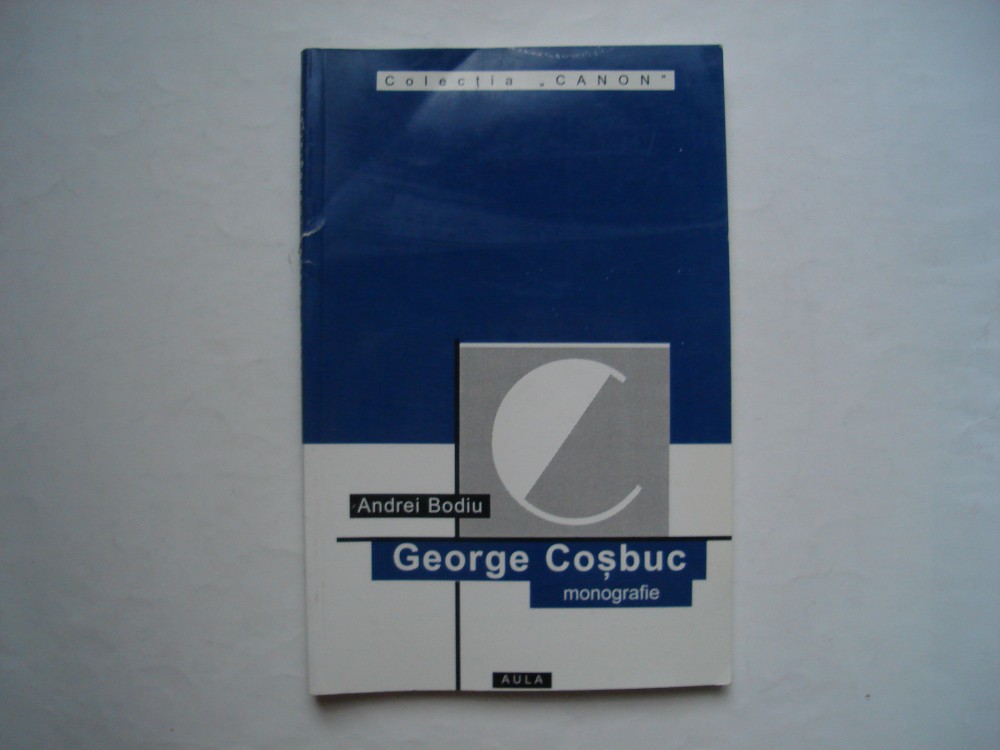 Colecția „CANON"
Andrei Bodiu
George Coșbuc
monografie
AULA